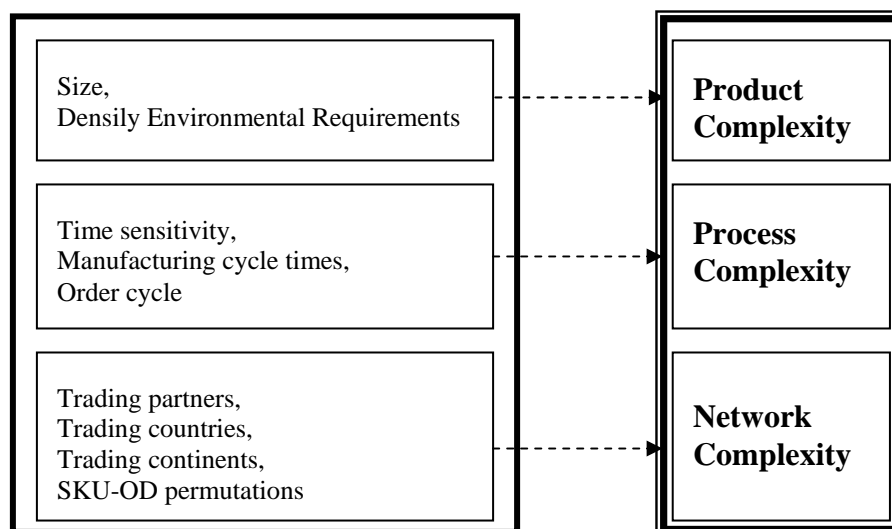 Size,
Densily Environmental Requirements
Product
Complexity
Time sensitivity,
Manufacturing cycle times,
Order cycle
Process
Complexity
Trading partners,
Trading countries,
Trading continents,
SKU-OD permutations
Network
Complexity